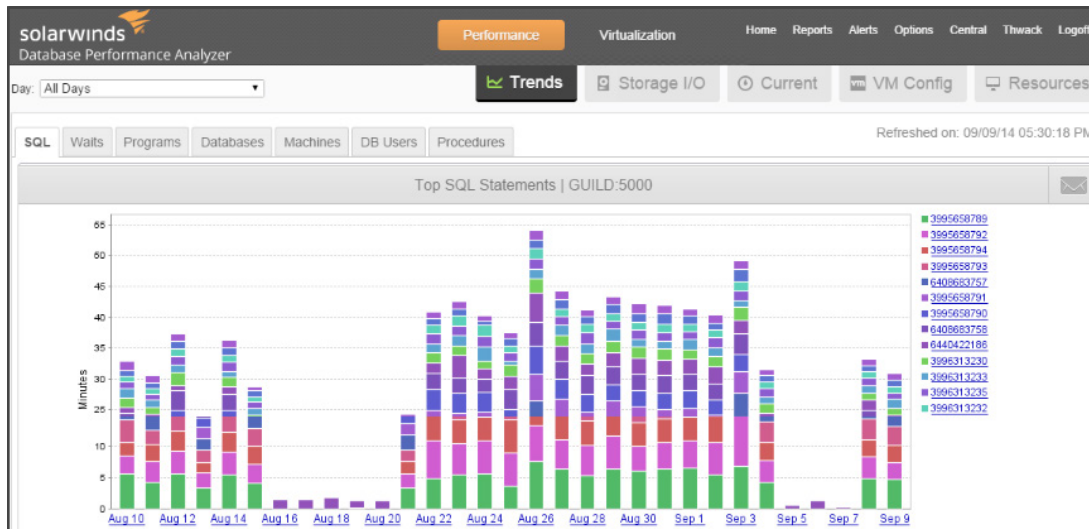 solarwinds
Database Performance Analyzer
Performance
Virtualization
Home Reports Alerts Options Central Thwack Logoff
Day: All Days
Trends
Storage I/O
Current
vm VM Config
Resources
SQL Waits Programs Databases Machines DB Users Procedures
Refreshed on: 09/09/14 05:30:18 PM
Top SQL Statements | GUILD:5000
Minutes
55
50
45
40
35
30
25
10
5
0
Aug 10 Aug 12 Aug 14 Aug 16 Aug 18 Aug 20 Aug 22 Aug 24 Aug 26 Aug 28 Aug 30 Sep 1 Sep 3 Sep 5 Sep 7 Sep 9
3995658789
3995658792
3995658794
3995658793
6408683757
3995658791
3995658790
6408683758
6440422186
3996313230
3996313233
3996313235
3996313232